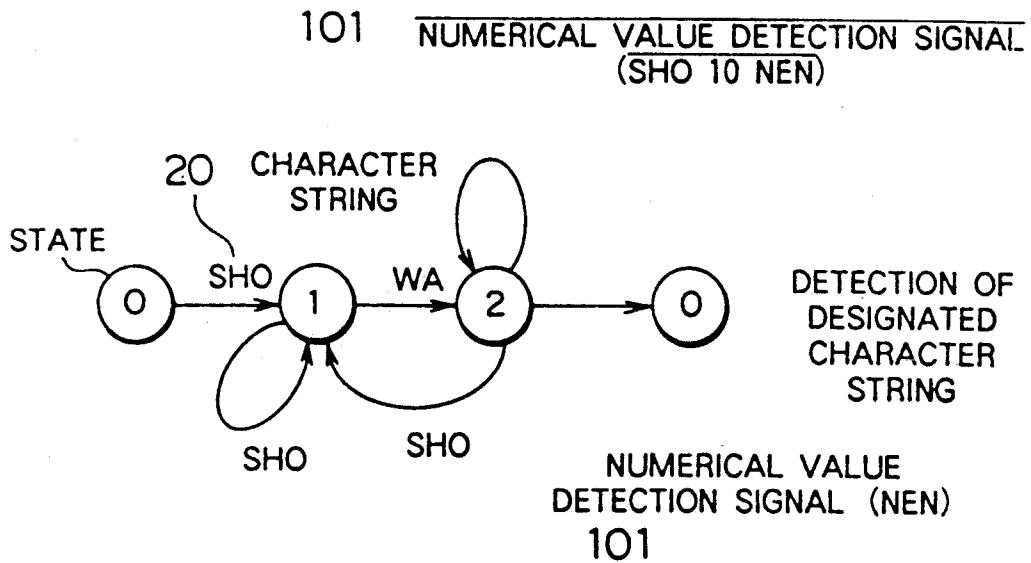 101 NUMERICAL VALUE DETECTION SIGNAL
(SHO 10 NEN)
20 CHARACTER
STRING
STATE
SHO
WA
0
1
2
0
DETECTION OF
DESIGNATED
CHARACTER
STRING
SHO
SHO
NUMERICAL VALUE
DETECTION SIGNAL (NEN)
101